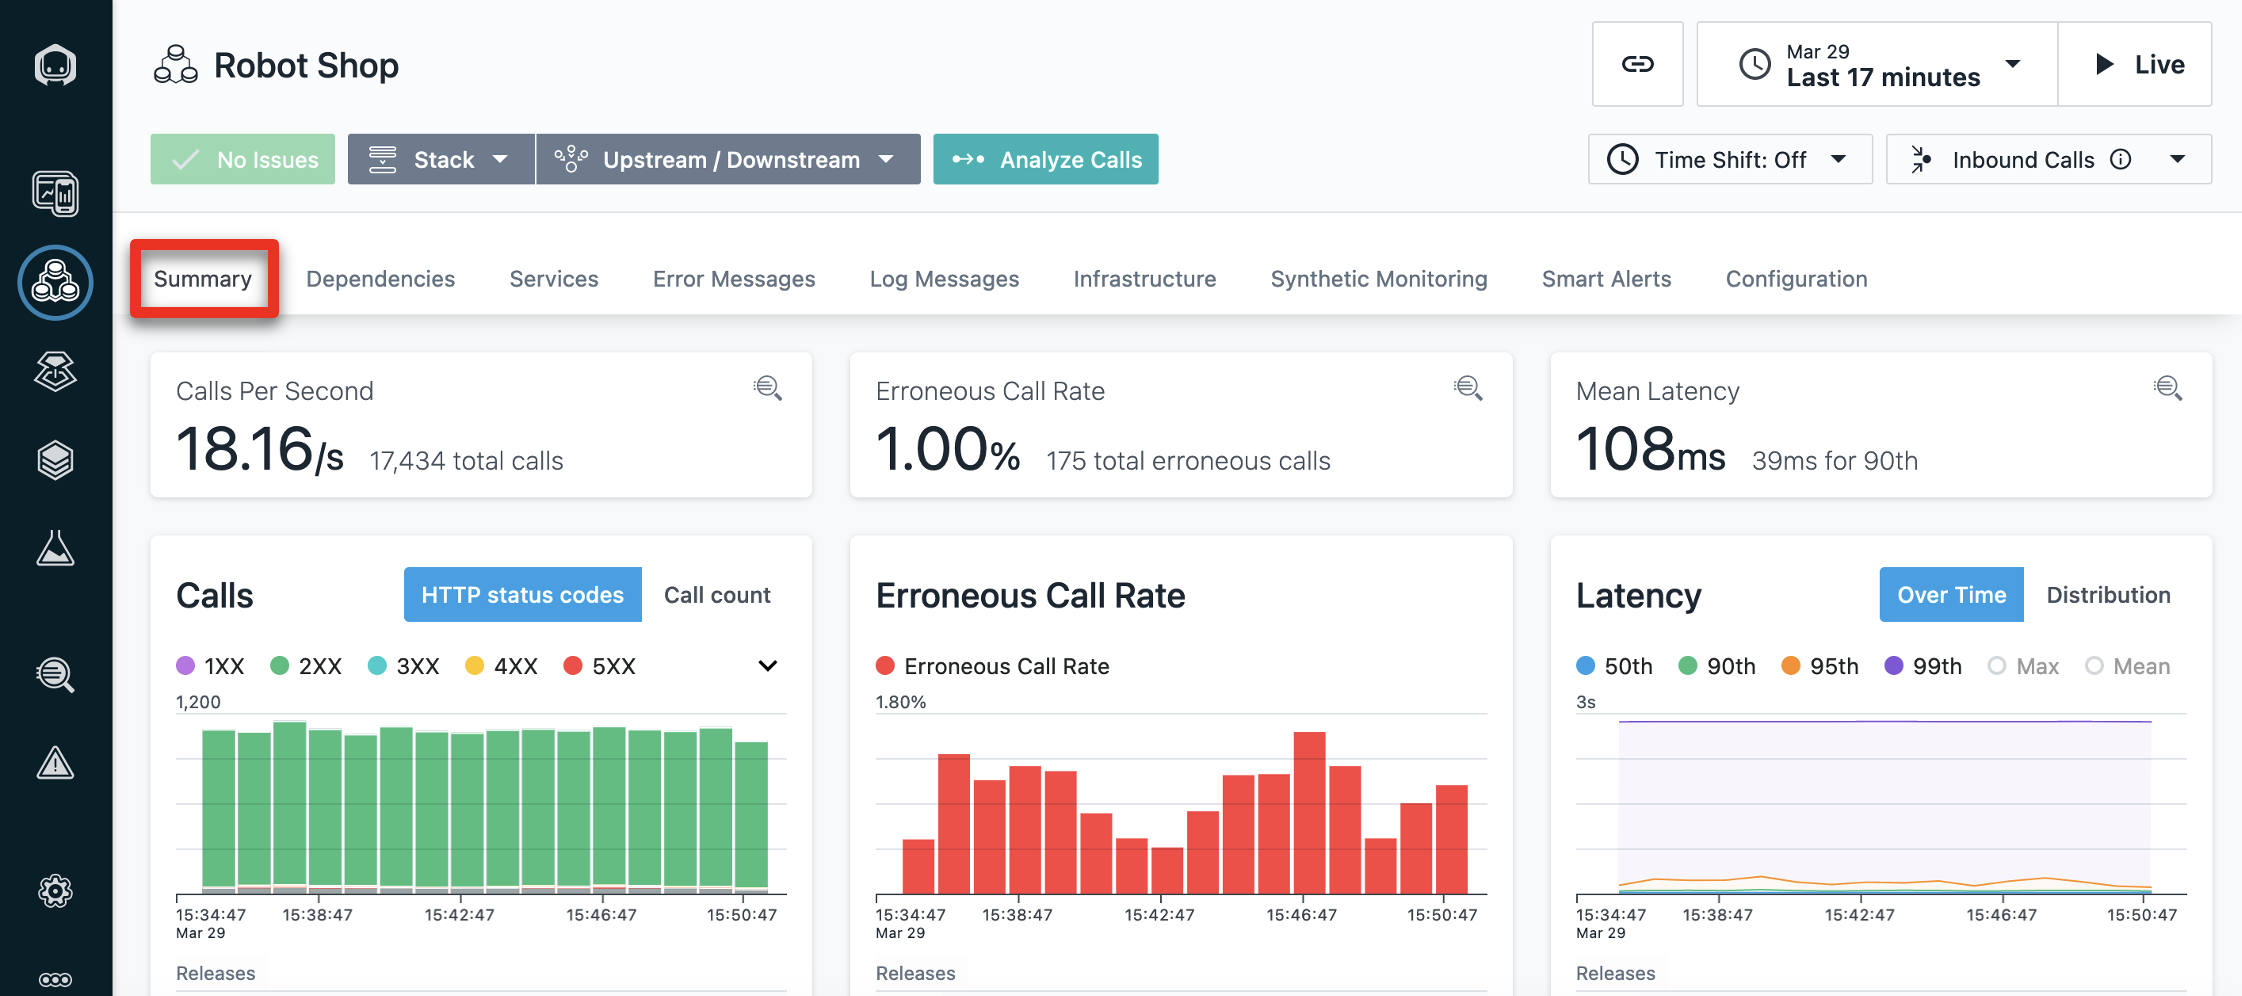 Robot Shop
Mar 29
Last 17 minutes
Live
No Issues
Stack
Upstream / Downstream
Analyze Calls
Time Shift: Off
Inbound Calls
Summary
Dependencies
Services
Error Messages
Log Messages
Infrastructure
Synthetic Monitoring
Smart Alerts
Configuration
Calls Per Second
18.16/s 17,434 total calls
Erroneous Call Rate
1.00% 175 total erroneous calls
Mean Latency
108ms 39ms for 90th
Calls
HTTP status codes
Call count
1XX 2XX 3XX 4XX 5XX
1,200
15:34:47 15:38:47 15:42:47 15:46:47 15:50:47
Mar 29
Releases
Erroneous Call Rate
Erroneous Call Rate
1.80%
15:34:47 15:38:47 15:42:47 15:46:47 15:50:47
Mar 29
Releases
Latency
Over Time
Distribution
50th 90th 95th 99th Max Mean
3s
15:34:47 15:38:47 15:42:47 15:46:47 15:50:47
Mar 29
Releases